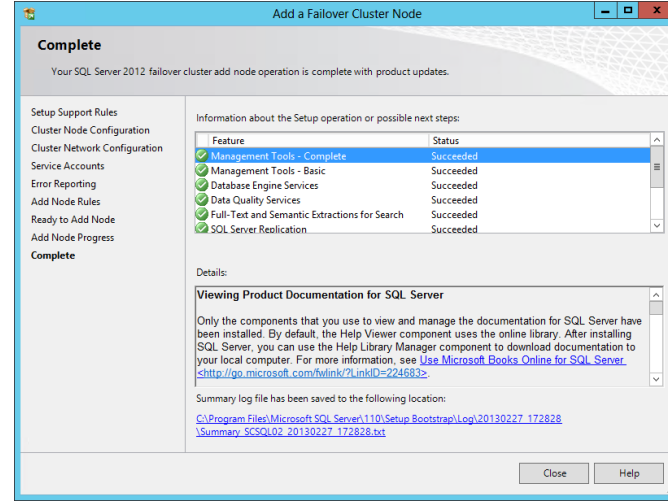 Add a Failover Cluster Node
Complete
Your SQL Server 2012 failover cluster add node operation is complete with product updates.
Setup Support Rules
Cluster Node Configuration
Cluster Network Configuration
Service Accounts
Error Reporting
Add Node Rules
Ready to Add Node
Add Node Progress
Complete
Information about the Setup operation or possible next steps:
Feature Status
Management Tools - Complete Succeeded
Management Tools - Basic Succeeded
Database Engine Services Succeeded
Data Quality Services Succeeded
Full-Text and Semantic Extractions for Search Succeeded
SQL Server Replication Succeeded
Details:
Viewing Product Documentation for SQL Server
Only the components that you use to view and manage the documentation for SQL Server have
been installed. By default, the Help Viewer component uses the online library. After installing
SQL Server, you can use the Help Library Manager component to download documentation to
your local computer. For more information, see Use Microsoft Books Online for SQL Server
<http://go.microsoft.com/fwlink/?LinkID=224683>.
Summary log file has been saved to the following location:
C:\Program Files\Microsoft SQL Server\110\Setup Bootstrap\Log\20130227_172828
\Summary_SCSQL02_20130227_172828.txt
Close Help